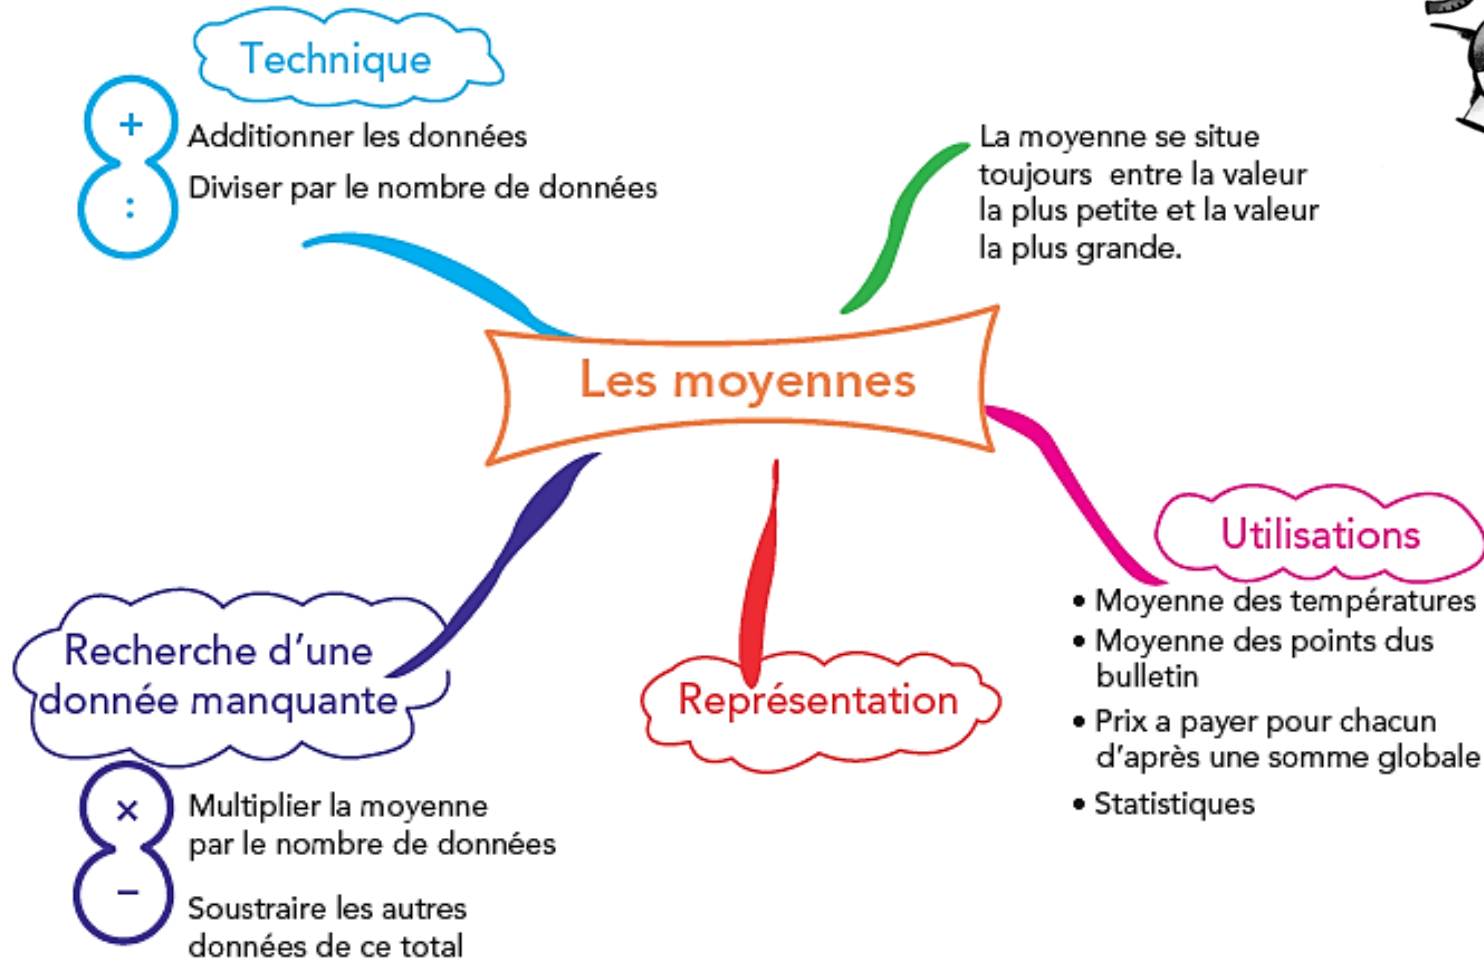 Technique
+
Additionner les données
:
Diviser par le nombre de données
La moyenne se situe
toujours entre la valeur
la plus petite et la valeur
la plus grande.
Les moyennes
Utilisations
• Moyenne des températures
• Moyenne des points dus
bulletin
• Prix a payer pour chacun
d'après une somme globale
• Statistiques
Représentation
Recherche d'une
donnée manquante
×
Multiplier la moyenne
par le nombre de données
−
Soustraire les autres
données de ce total